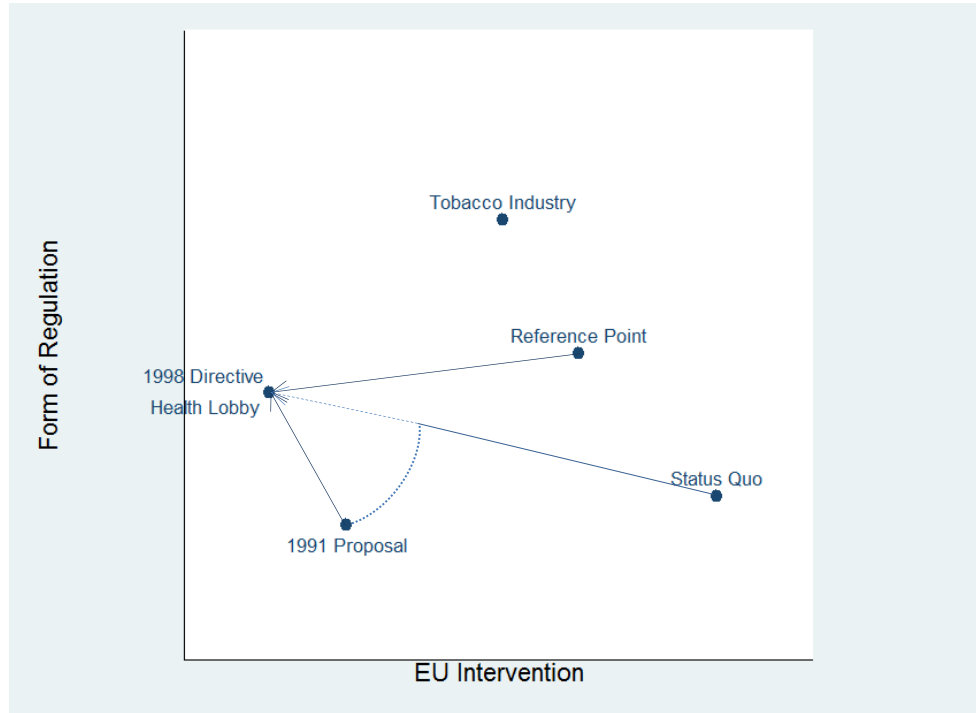 Tobacco Industry
Reference Point
1998 Directive
Health Lobby
Status Quo
1991 Proposal
Form of Regulation
EU Intervention